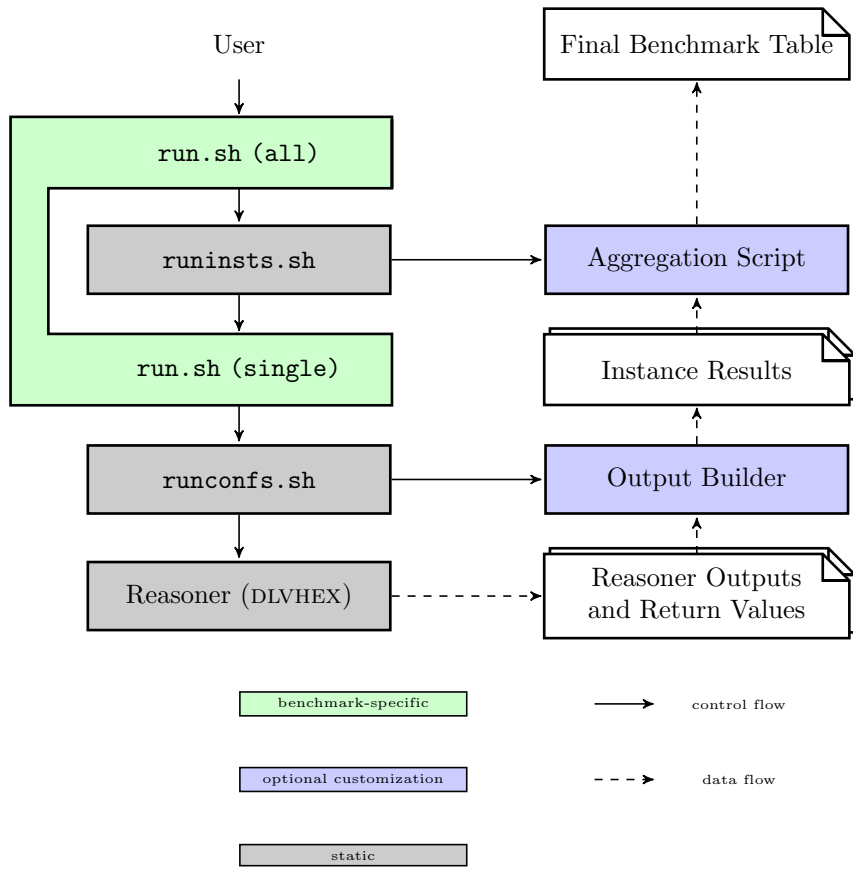 User
Final Benchmark Table
run.sh (all)
runinsts.sh
Aggregation Script
run.sh (single)
Instance Results
runconfs.sh
Output Builder
Reasoner (DLVHEX)
Reasoner Outputs
and Return Values
benchmark-specific
control flow
optional customization
data flow
static